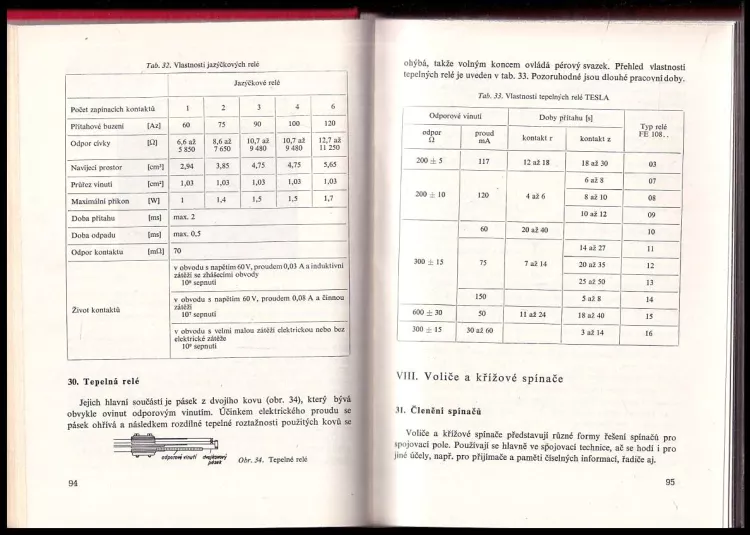 Tab. 32. Vlastnosti jazýčkových relé
Jazýčkové relé
Počet zapínacích kontaktů 1 2 3 4 6
Přítahové buzení [Az] 60 75 90 100 120
Odpor cívky [Ω] 6,6 až 5 850 8,6 až 7 650 10,7 až 9 480 10,7 až 9 480 12,7 až 11 250
Navíjecí prostor [cm²] 2,94 3,85 4,75 4,75 5,65
Průřez vinutí [cm²] 1,03 1,03 1,03 1,03 1,03
Maximální příkon [W] 1 1,4 1,5 1,5 1,7
Doba přítahu [ms] max. 2
Doba odpadu [ms] max. 0,5
Odpor kontaktu [mΩ] 70
Život kontaktů
v obvodu s napětím 60 V, proudem 0,03 A a induktivní
zátěží se zhášecími obvody
sepnutí
v obvodu s napětím 60 V, proudem 0,08 A a činnou
zátěží
sepnutí
v obvodu s velmi malou zátěží elektrickou nebo bez
elektrické zátěže
sepnutí
30. Tepelná relé
Jejich hlavní součástí je pásek z dvojího kovu (obr. 34), který bývá
obvykle ovinut odporovým vinutím. Účinkem elektrického proudu se
pásek ohřívá a následkem rozdílné tepelné roztažnosti použitých kovů se
odporové vinutí dvojkovový
pásek
Obr. 34. Tepelné relé
94
ohýbá, takže volným koncem ovládá pérový svazek. Přehled vlastností
tepelných relé je uveden v tab. 33. Pozoruhodné jsou dlouhé pracovní doby.
Tab. 33. Vlastnosti tepelných relé TESLA
Odporové vinutí Doby přítahu [s] Typ relé
FE 108..
odpor Ω proud mA kontakt r kontakt z
200 ± 5 117 12 až 18 18 až 30 03
6 až 8 07
200 ± 10 120 4 až 6 8 až 10 08
10 až 12 09
60 20 až 40 10
14 až 27 11
300 ± 15 75 7 až 14 20 až 35 12
25 až 50 13
150 5 až 8 14
600 ± 30 50 11 až 24 18 až 40 15
300 ± 15 30 až 60 3 až 14 16
VIII. Voliče a křížové spínače
31. Členění spínačů
Voliče a křížové spínače představují různé formy řešení spínačů pro
spojovací pole. Používají se hlavně ve spojovací technice, ač se hodí i pro
jiné účely, např. pro přijímače a paměti číselných informací, řadiče aj.
95